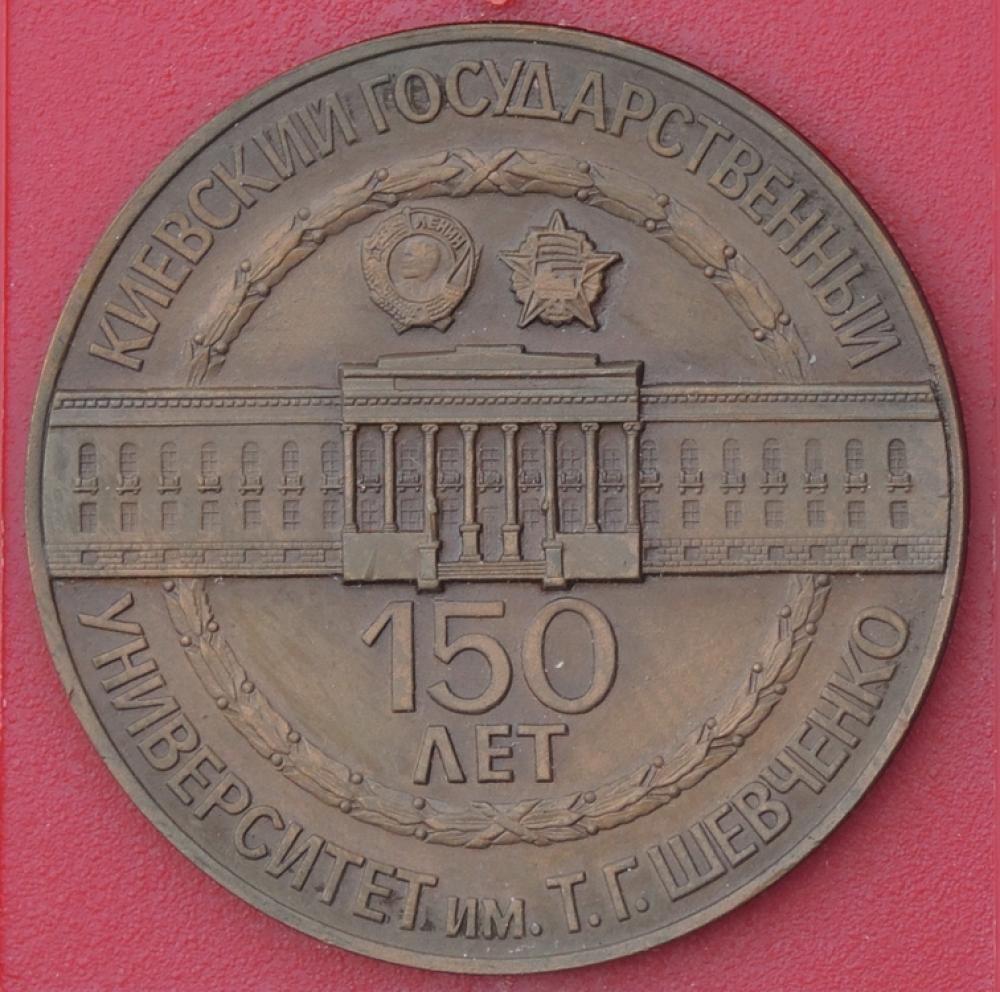 КИЕВСКИЙ ГОСУДАРСТВЕННЫЙ
ЛЕНИН
150
ЛЕТ
УНИВЕРСИТЕТ ИМ. Т.Г. ШЕВЧЕНКО